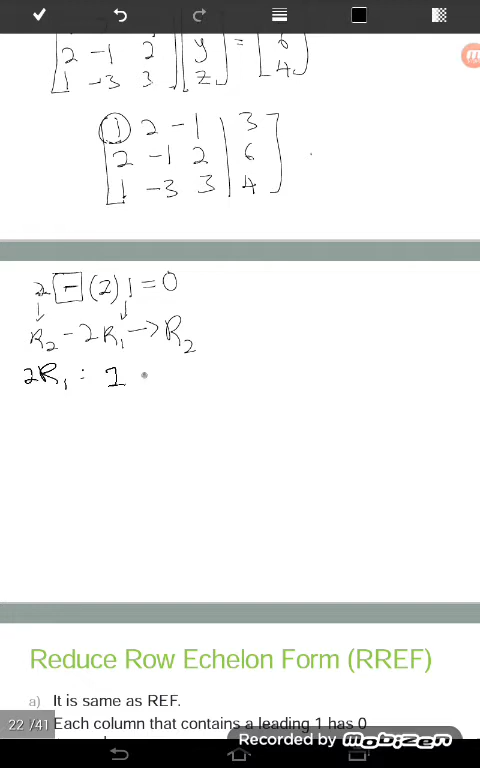 2 -1 2 y = 6
1 -3 3 z 4
1 2 -1 | 3
2 -1 2 | 6
1 -3 3 | 4
2 - (2) 1 = 0
R2 - 2R1 → R2
2R1 : 1
Reduce Row Echelon Form (RREF)
a) It is same as REF.
22 /41 Each column that contains a leading 1 has 0
Recorded by mobizen